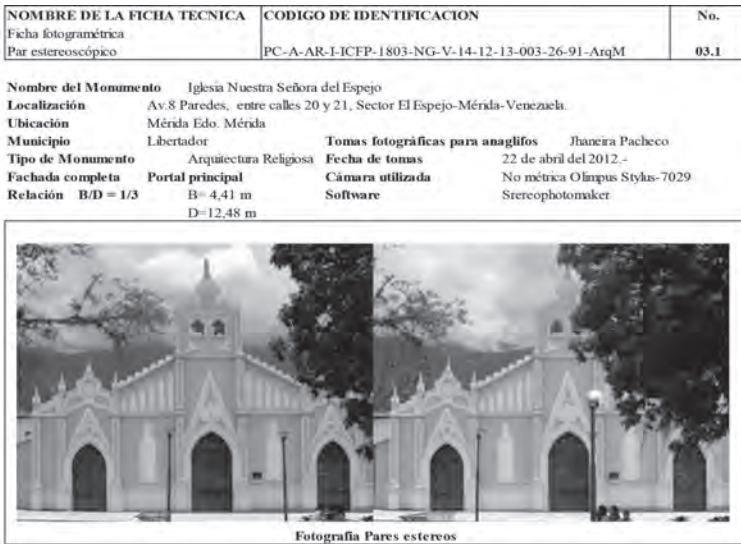 NOMBRE DE LA FICHA TECNICA CODIGO DE IDENTIFICACION No.
Ficha fotogramétrica
Par estereoscópico PC-A-AR-I-ICFP-1803-NG-V-14-12-13-003-26-91-ArqM 03.1
Nombre del Monumento Iglesia Nuestra Señora del Espejo
Localización Av.8 Paredes, entre calles 20 y 21, Sector El Espejo-Mérida-Venezuela.
Ubicación Mérida Edo. Mérida
Municipio Libertador Tomas fotográficas para anaglifos Jhaneira Pacheco
Tipo de Monumento Arquitectura Religiosa Fecha de tomas 22 de abril del 2012.-
Fachada completa Portal principal Cámara utilizada No métrica Olimpus Stylus-7029
Relación B/D = 1/3 B= 4,41 m Software Srereophotomaker
D=12,48 m
Fotografia Pares estereos